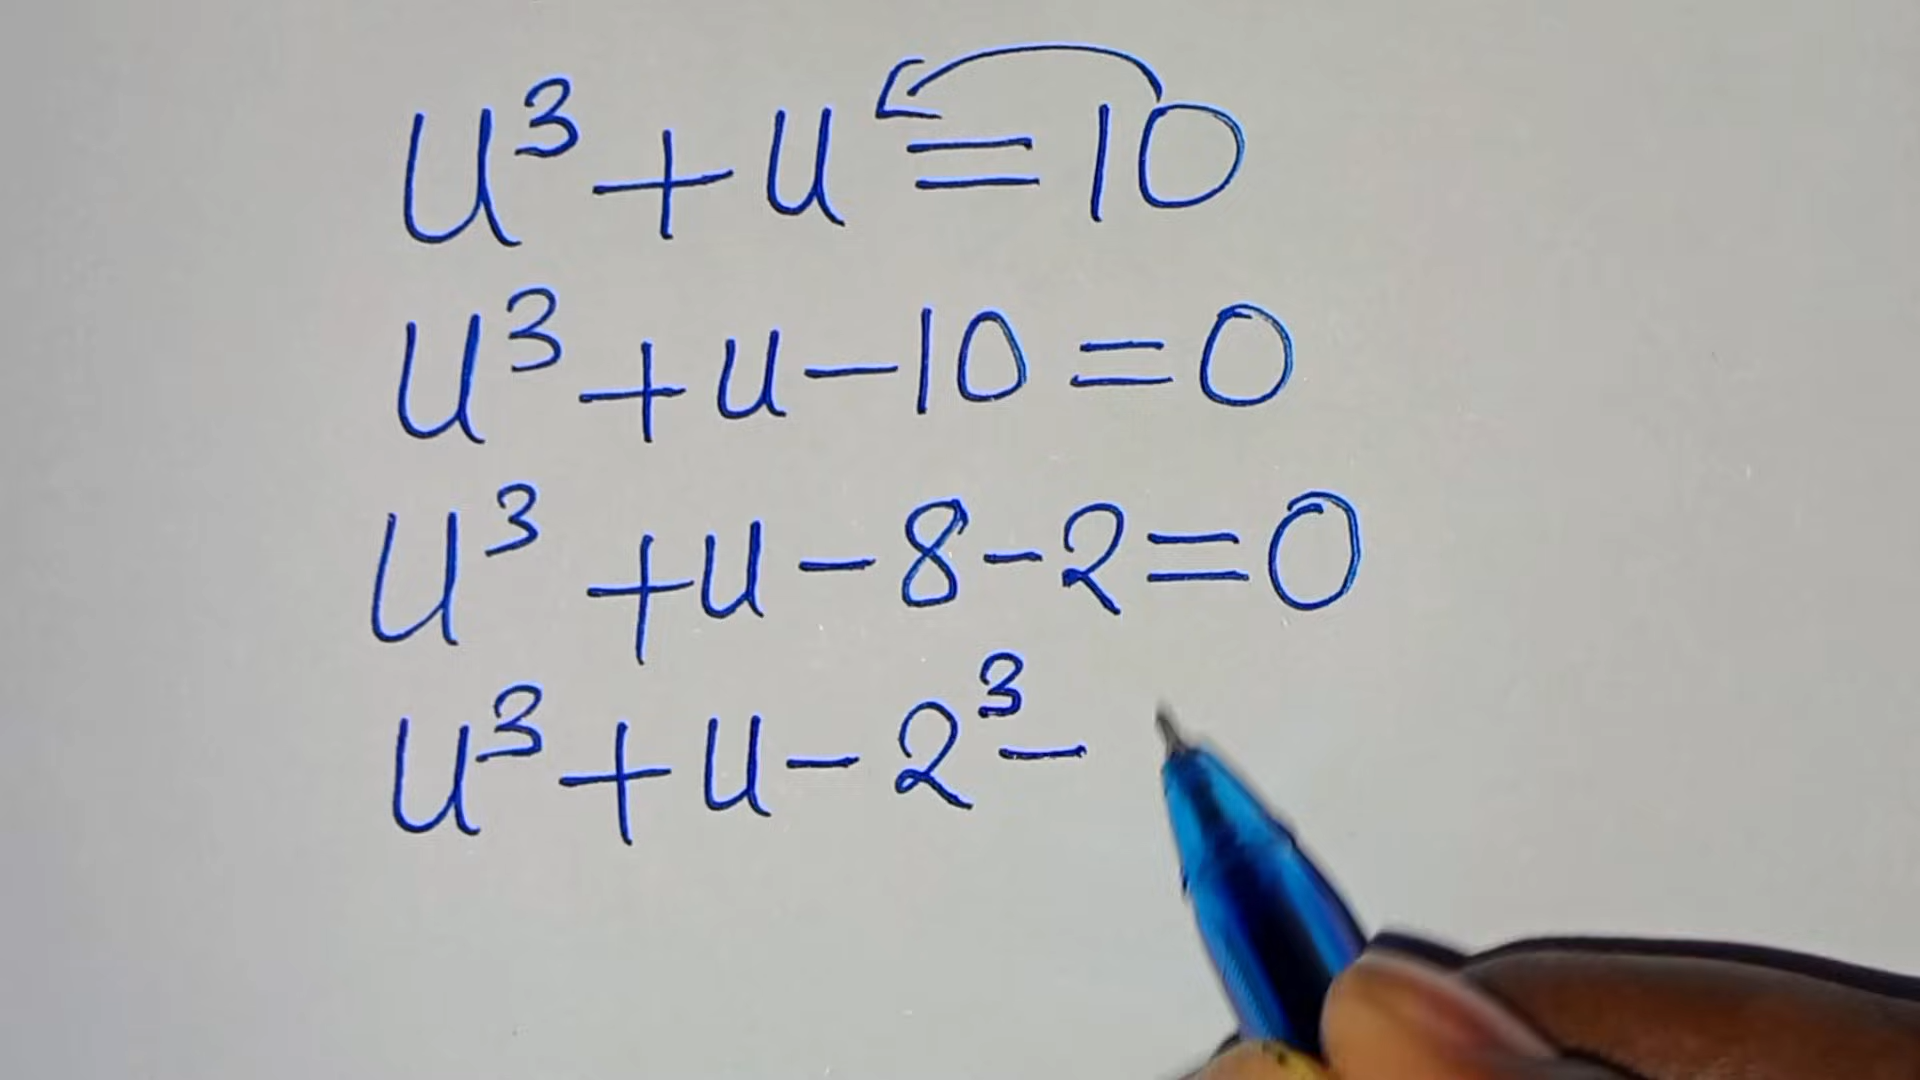 U³ + U = 10
U³ + U - 10 = 0
U³ + U - 8 - 2 = 0
U³ + U - 2³ -